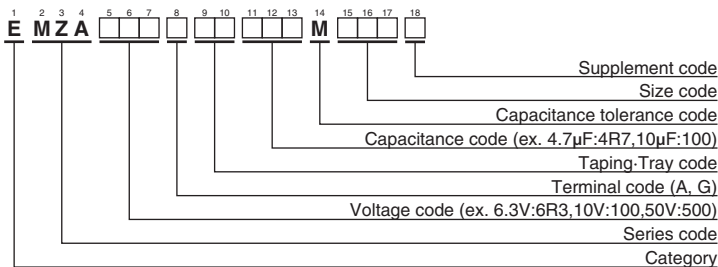 1 2 3 4 5 6 7 8 9 10 11 12 13 14 15 16 17 18
E MZA M
Supplement code
Size code
Capacitance tolerance code
Capacitance code (ex. 4.7μF:4R7,10μF:100)
Taping·Tray code
Terminal code (A, G)
Voltage code (ex. 6.3V:6R3,10V:100,50V:500)
Series code
Category